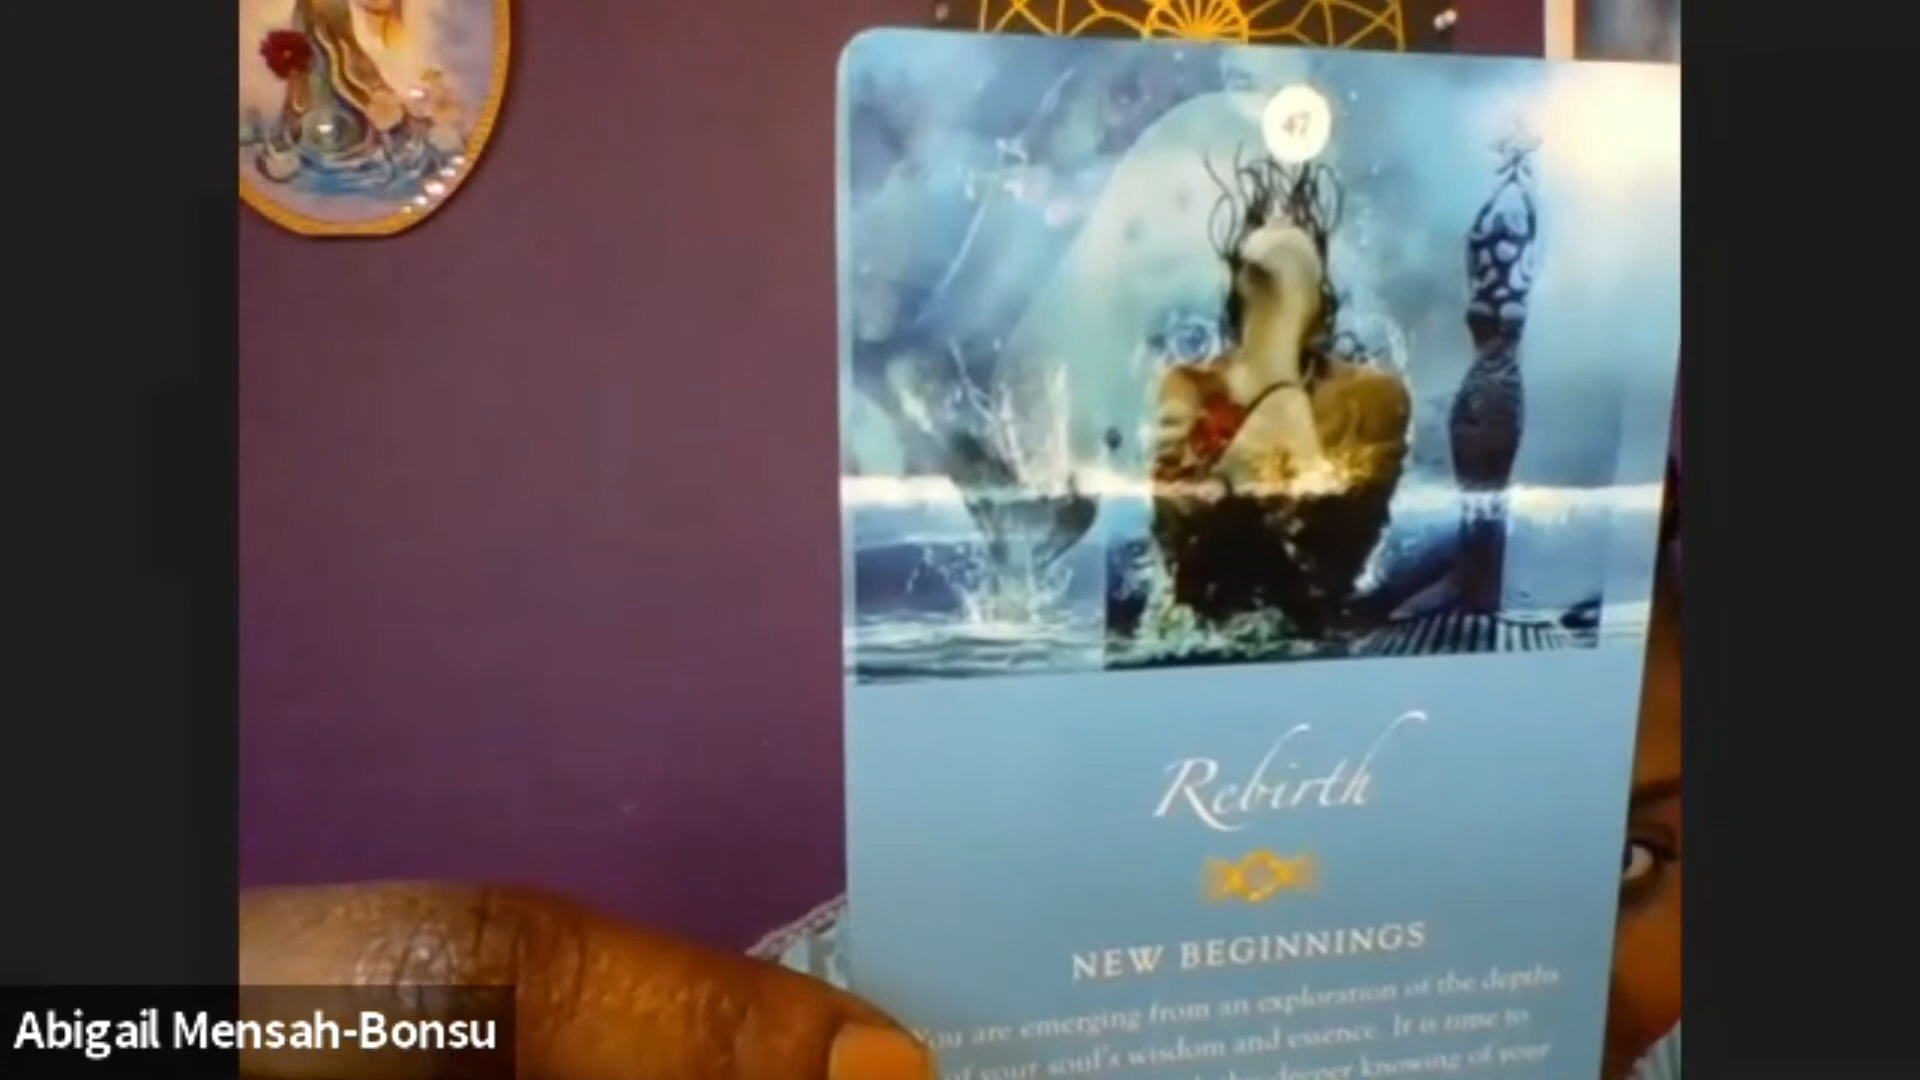 47
Rebirth
NEW BEGINNINGS
You are emerging from an exploration of the depths
of your soul's wisdom and essence. It is time to
deeper knowing of your
Abigail Mensah-Bonsu